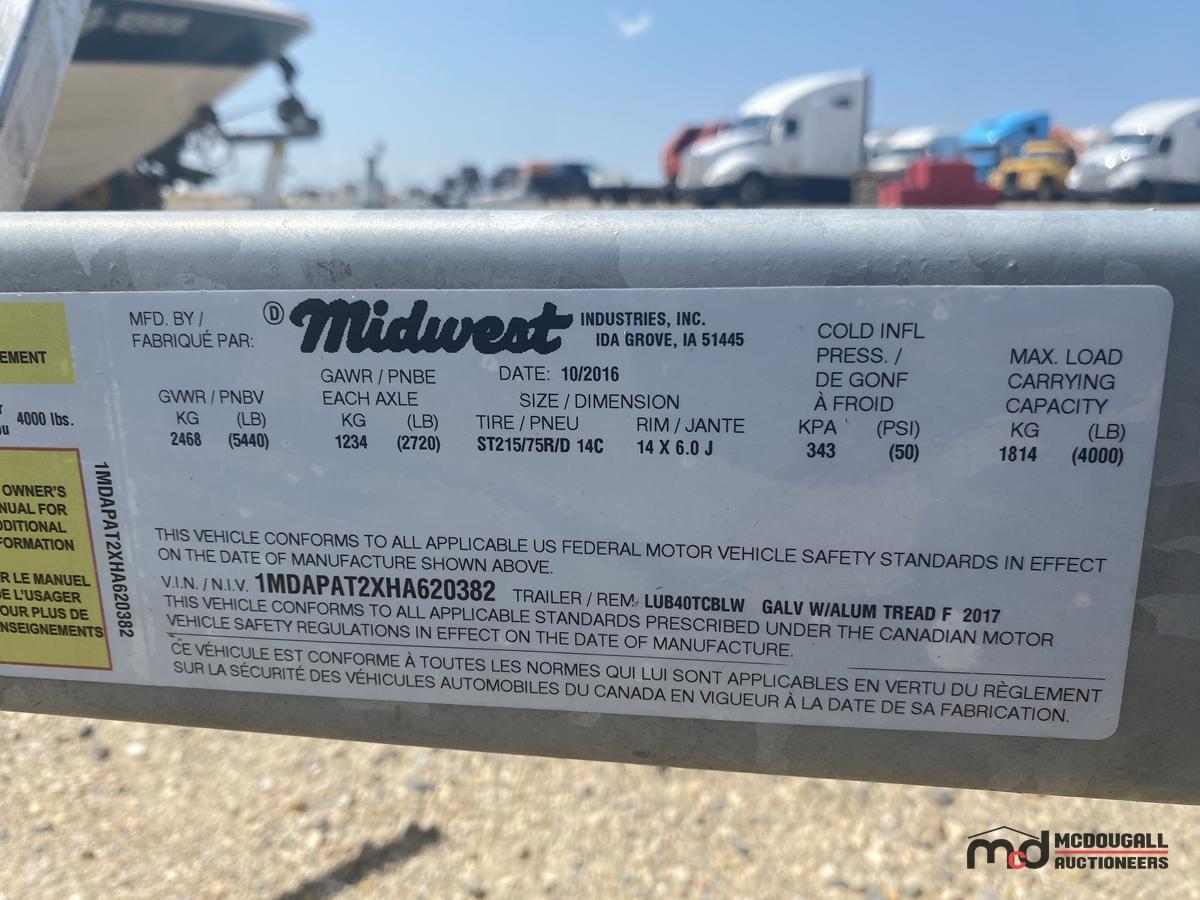 MFD. BY /
FABRIQUÉ PAR:
D Midwest INDUSTRIES, INC.
IDA GROVE, IA 51445
DATE: 10/2016
GVWR / PNBV
KG (LB)
2468 (5440)
GAWR / PNBE
EACH AXLE
KG (LB)
1234 (2720)
SIZE / DIMENSION
TIRE / PNEU RIM / JANTE
ST215/75R/D 14C 14 X 6.0 J
COLD INFL
PRESS. /
DE GONF
À FROID
KPA (PSI)
343 (50)
MAX. LOAD
CARRYING
CAPACITY
KG (LB)
1814 (4000)
THIS VEHICLE CONFORMS TO ALL APPLICABLE US FEDERAL MOTOR VEHICLE SAFETY STANDARDS IN EFFECT
ON THE DATE OF MANUFACTURE SHOWN ABOVE.
V.I.N. / N.I.V. 1MDAPAT2XHA620382 TRAILER / REM. LUB40TCBLW GALV W/ALUM TREAD F 2017
THIS VEHICLE CONFORMS TO ALL APPLICABLE STANDARDS PRESCRIBED UNDER THE CANADIAN MOTOR
VEHICLE SAFETY REGULATIONS IN EFFECT ON THE DATE OF MANUFACTURE.
CE VÉHICULE EST CONFORME À TOUTES LES NORMES QUI LUI SONT APPLICABLES EN VERTU DU RÈGLEMENT
SUR LA SÉCURITÉ DES VÉHICULES AUTOMOBILES DU CANADA EN VIGUEUR À LA DATE DE SA FABRICATION.
EMENT
4000 lbs.
OWNER'S
NUAL FOR
DDITIONAL
FORMATION
R LE MANUEL
E L'USAGER
OUR PLUS DE
NSEIGNEMENTS
1MDAPAT2XHA620382
mcd MCDOUGALL
AUCTIONEERS